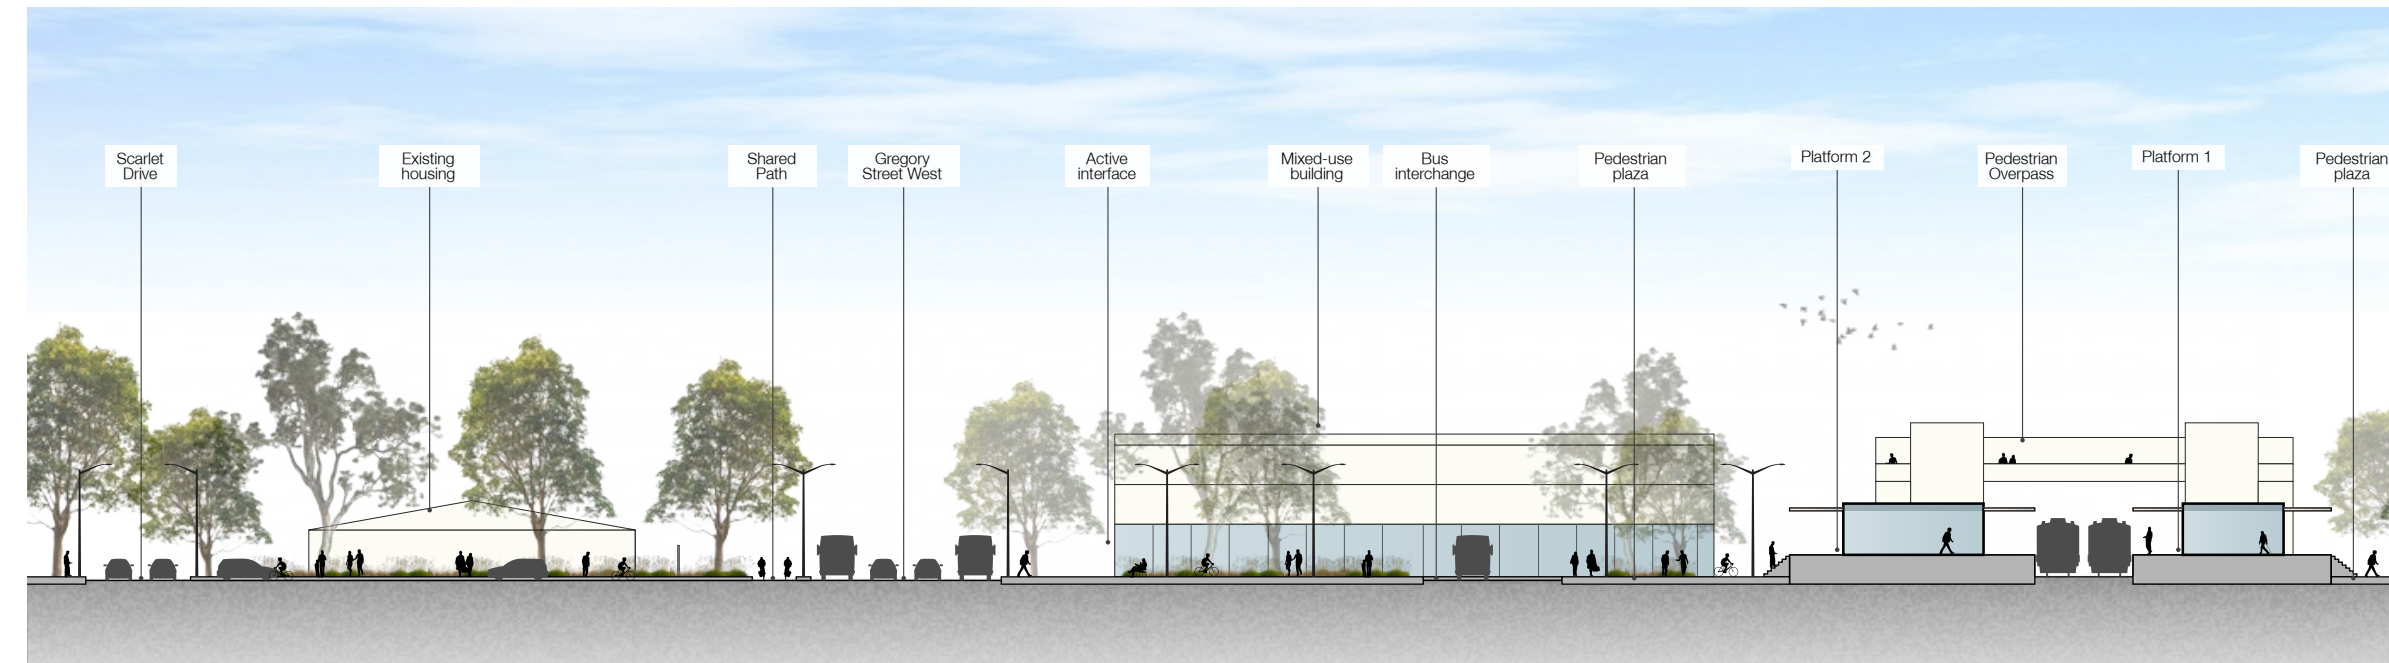 Scarlet
Drive
Existing
housing
Shared
Path
Gregory
Street West
Active
interface
Mixed-use
building
Bus
interchange
Pedestrian
plaza
Platform 2
Pedestrian
Overpass
Platform 1
Pedestrian
plaza